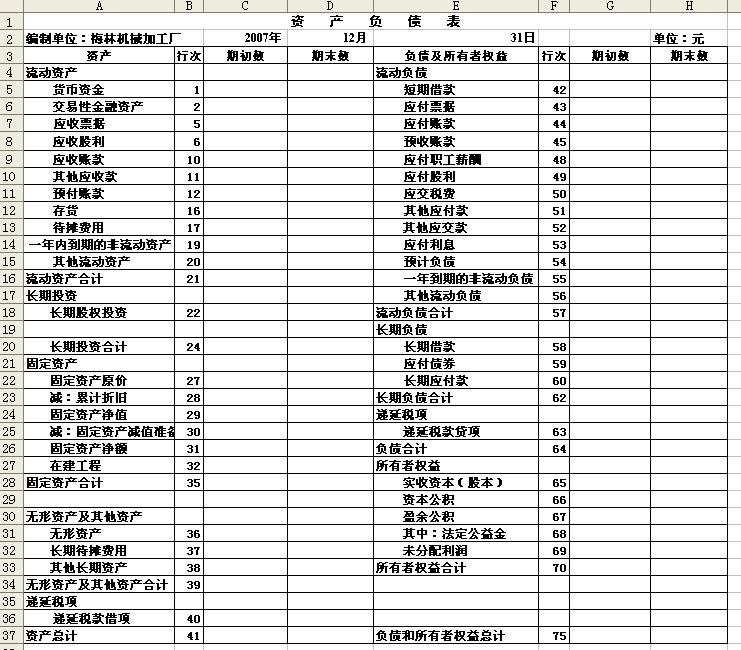 A B C D E F G H
1 资 产 负 债 表
2 编制单位：梅林机械加工厂 2007年 12月 31日 单位：元
3 资产 行次 期初数 期末数 负债及所有者权益 行次 期初数 期末数
4 流动资产 流动负债
5 货币资金 1 短期借款 42
6 交易性金融资产 2 应付票据 43
7 应收票据 5 应付账款 44
8 应收股利 6 预收账款 45
9 应收账款 10 应付职工薪酬 48
10 其他应收款 11 应付股利 49
11 预付账款 12 应交税费 50
12 存货 16 其他应付款 51
13 待摊费用 17 其他应交款 52
14 一年内到期的非流动资产 19 应付利息 53
15 其他流动资产 20 预计负债 54
16 流动资产合计 21 一年到期的非流动负债 55
17 长期投资 其他流动负债 56
18 长期股权投资 22 流动负债合计 57
19 长期负债
20 长期投资合计 24 长期借款 58
21 固定资产 应付债券 59
22 固定资产原价 27 长期应付款 60
23 减：累计折旧 28 长期负债合计 62
24 固定资产净值 29 递延税项
25 减：固定资产减值准备 30 递延税款贷项 63
26 固定资产净额 31 负债合计 64
27 在建工程 32 所有者权益
28 固定资产合计 35 实收资本（股本） 65
29 资本公积 66
30 无形资产及其他资产 盈余公积 67
31 无形资产 36 其中：法定公益金 68
32 长期待摊费用 37 未分配利润 69
33 其他长期资产 38 所有者权益合计 70
34 无形资产及其他资产合计 39
35 递延税项
36 递延税款借项 40
37 资产总计 41 负债和所有者权益总计 75